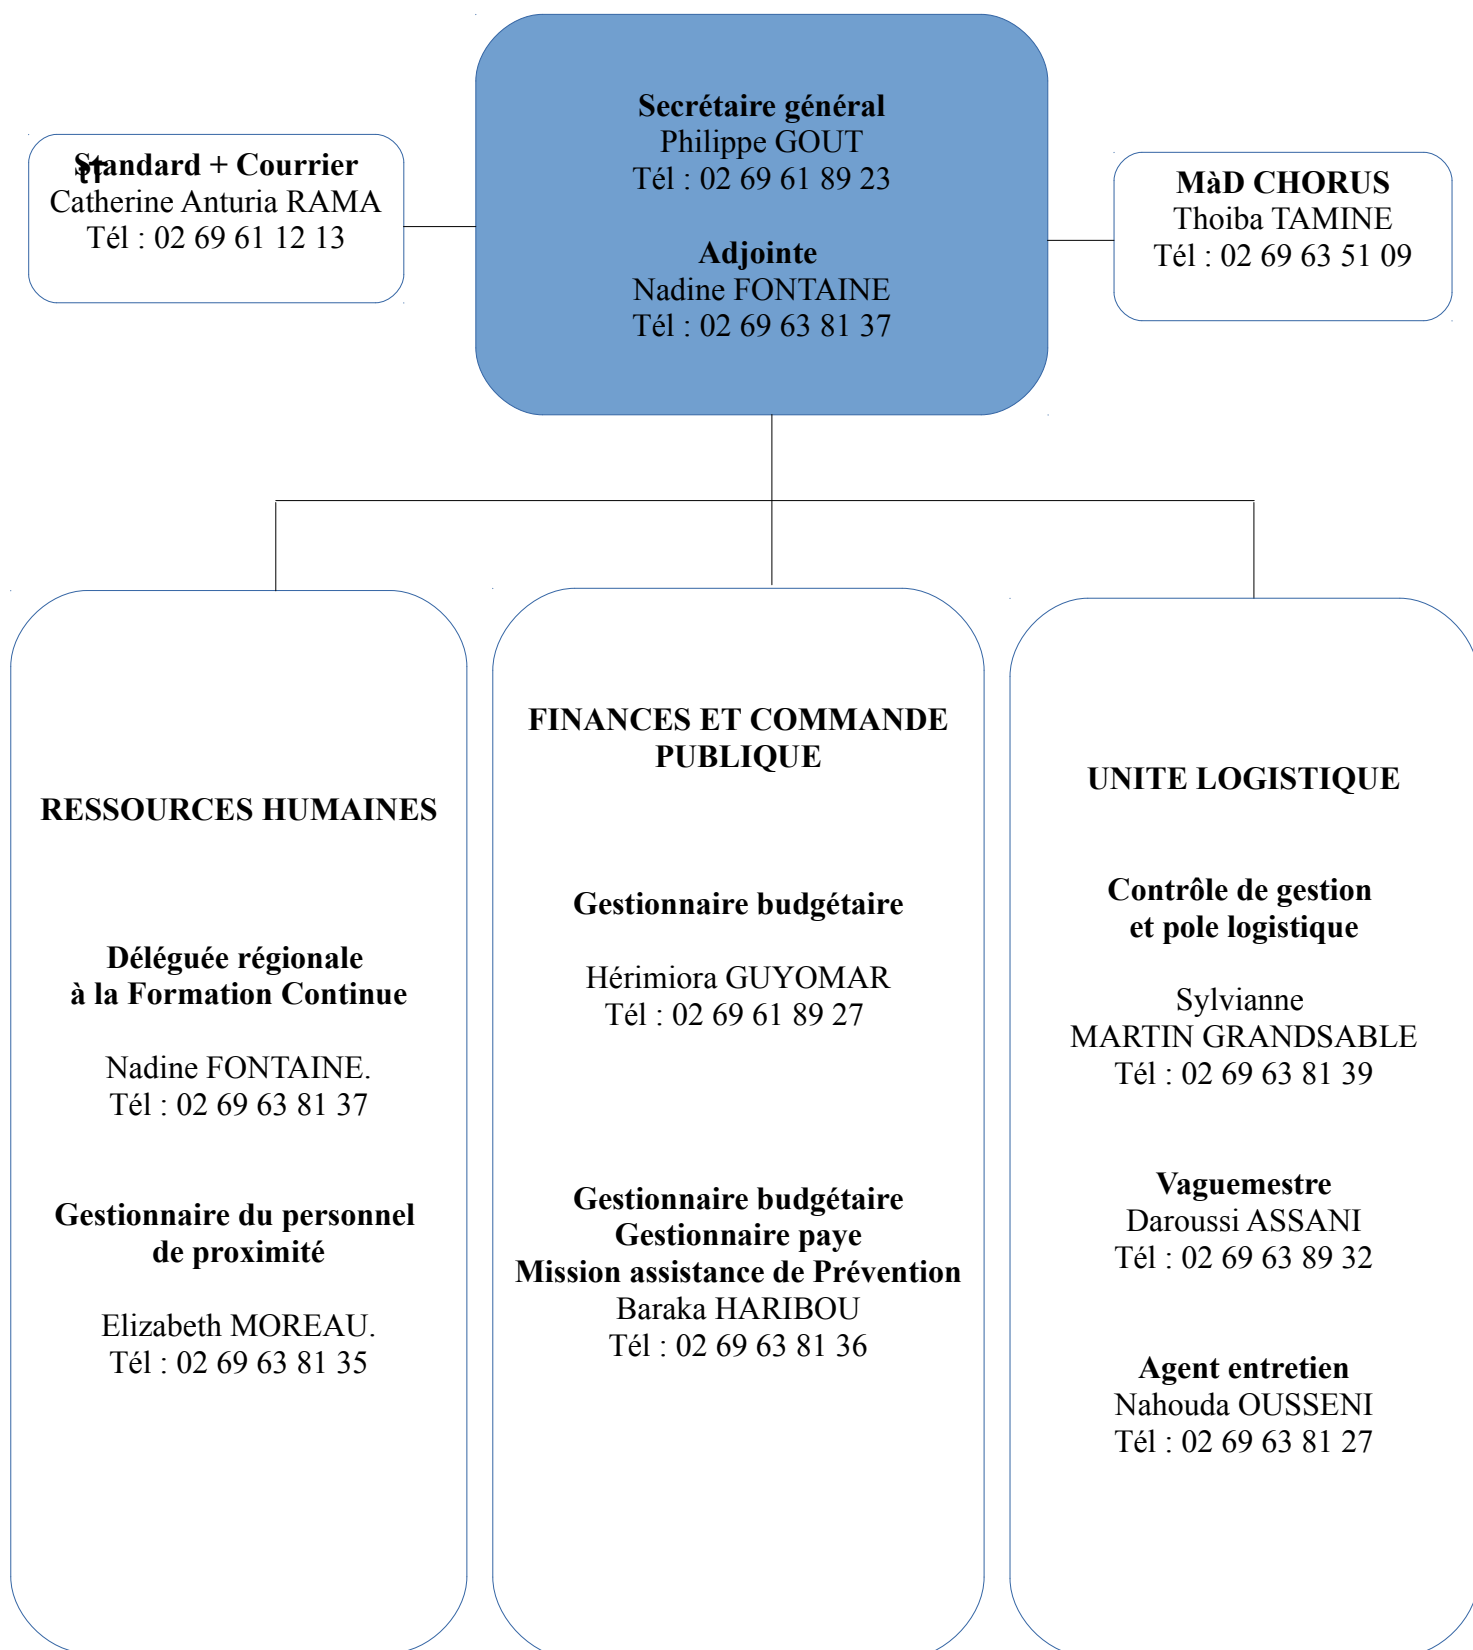 Secrétaire général
Philippe GOUT
Tél : 02 69 61 89 23
Adjointe
Nadine FONTAINE
Tél : 02 69 63 81 37
Standard + Courrier
Catherine Anturia RAMA
Tél : 02 69 61 12 13
MàD CHORUS
Thoiba TAMINE
Tél : 02 69 63 51 09
RESSOURCES HUMAINES
Déléguée régionale
à la Formation Continue
Nadine FONTAINE.
Tél : 02 69 63 81 37
Gestionnaire du personnel
de proximité
Elizabeth MOREAU.
Tél : 02 69 63 81 35
FINANCES ET COMMANDE
PUBLIQUE
Gestionnaire budgétaire
Hérimiora GUYOMAR
Tél : 02 69 61 89 27
Gestionnaire budgétaire
Gestionnaire paye
Mission assistance de Prévention
Baraka HARIBOU
Tél : 02 69 63 81 36
UNITE LOGISTIQUE
Contrôle de gestion
et pole logistique
Sylvianne
MARTIN GRANDSABLE
Tél : 02 69 63 81 39
Vaguemestre
Daroussi ASSANI
Tél : 02 69 63 89 32
Agent entretien
Nahouda OUSSENI
Tél : 02 69 63 81 27